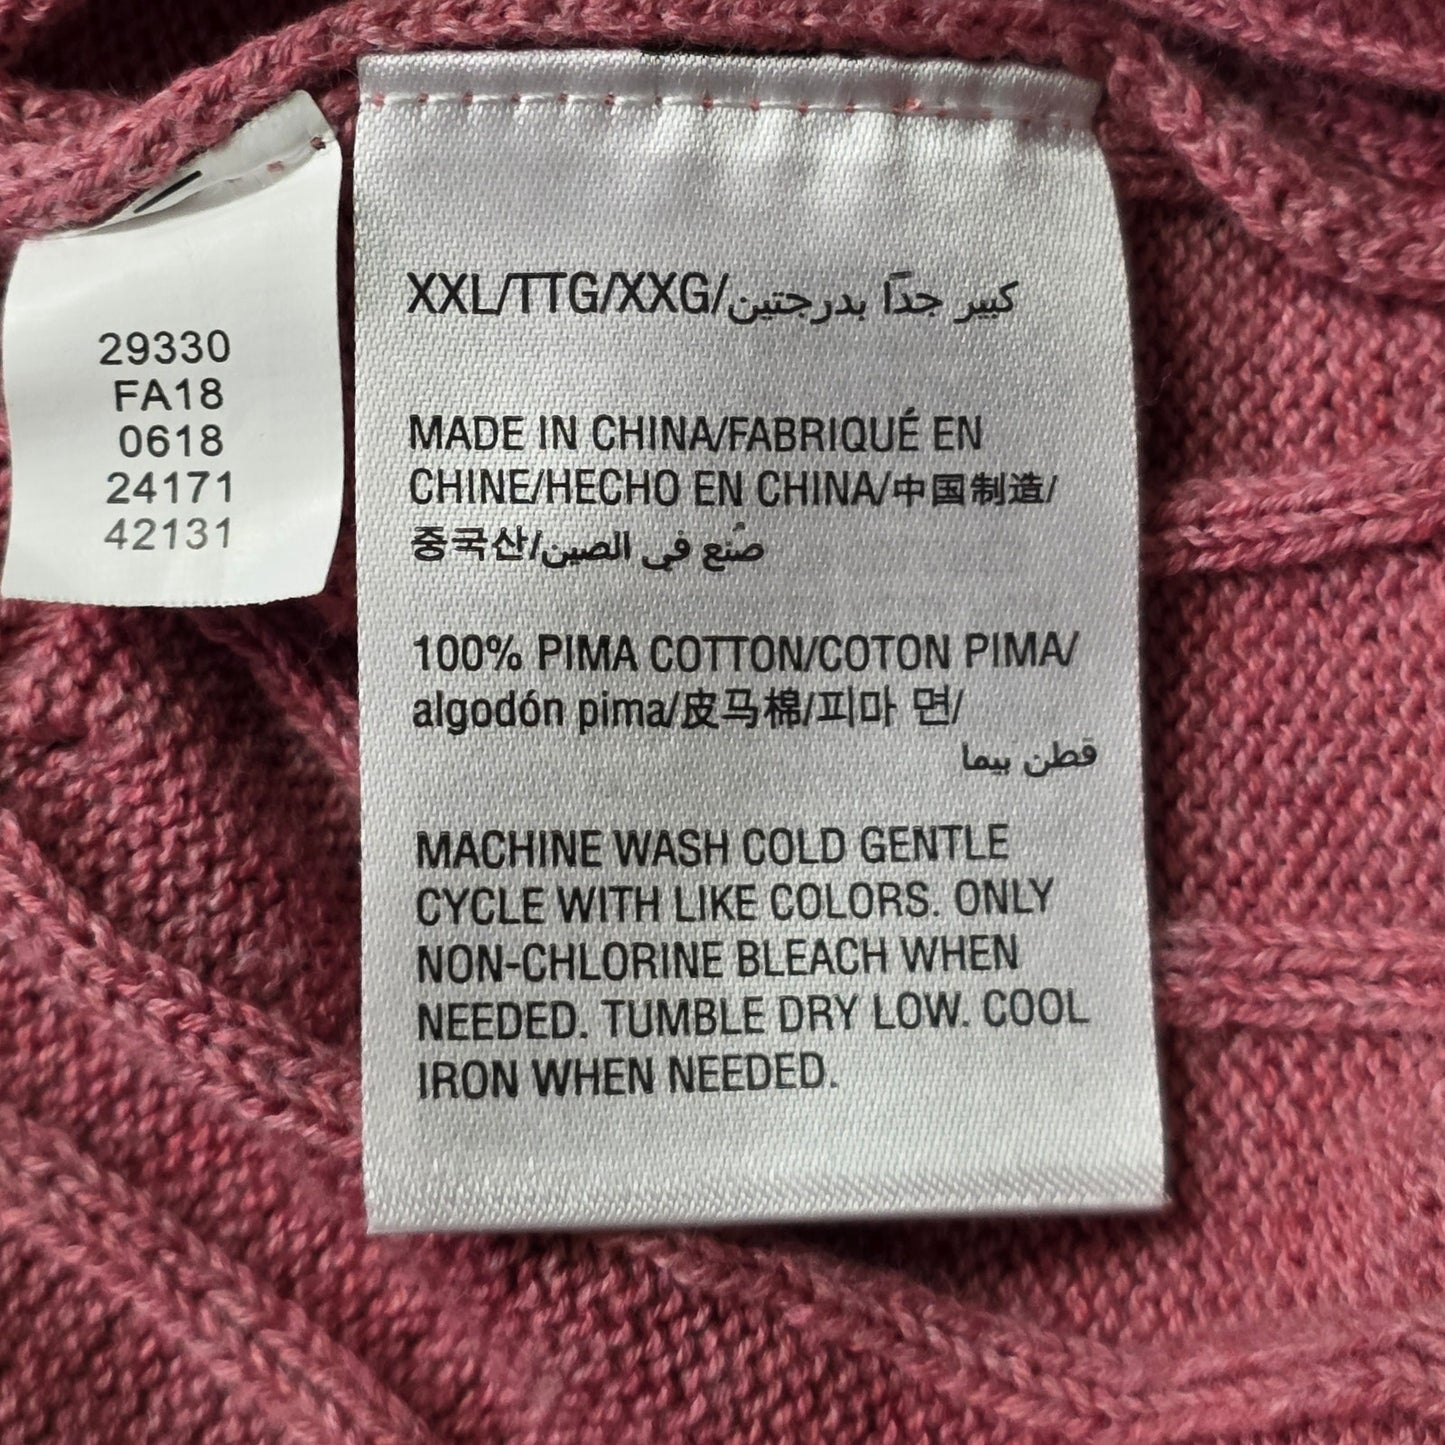 29330
FA18
0618
24171
42131
XXL/TTG/XXG/كبير جدًا بدرجتين
MADE IN CHINA/FABRIQUÉ EN
CHINE/HECHO EN CHINA/中国制造/
중국산/صُنع في الصين
100% PIMA COTTON/COTON PIMA/
algodón pima/皮马棉/피마 면/
قطن بيما
MACHINE WASH COLD GENTLE
CYCLE WITH LIKE COLORS. ONLY
NON-CHLORINE BLEACH WHEN
NEEDED. TUMBLE DRY LOW. COOL
IRON WHEN NEEDED.